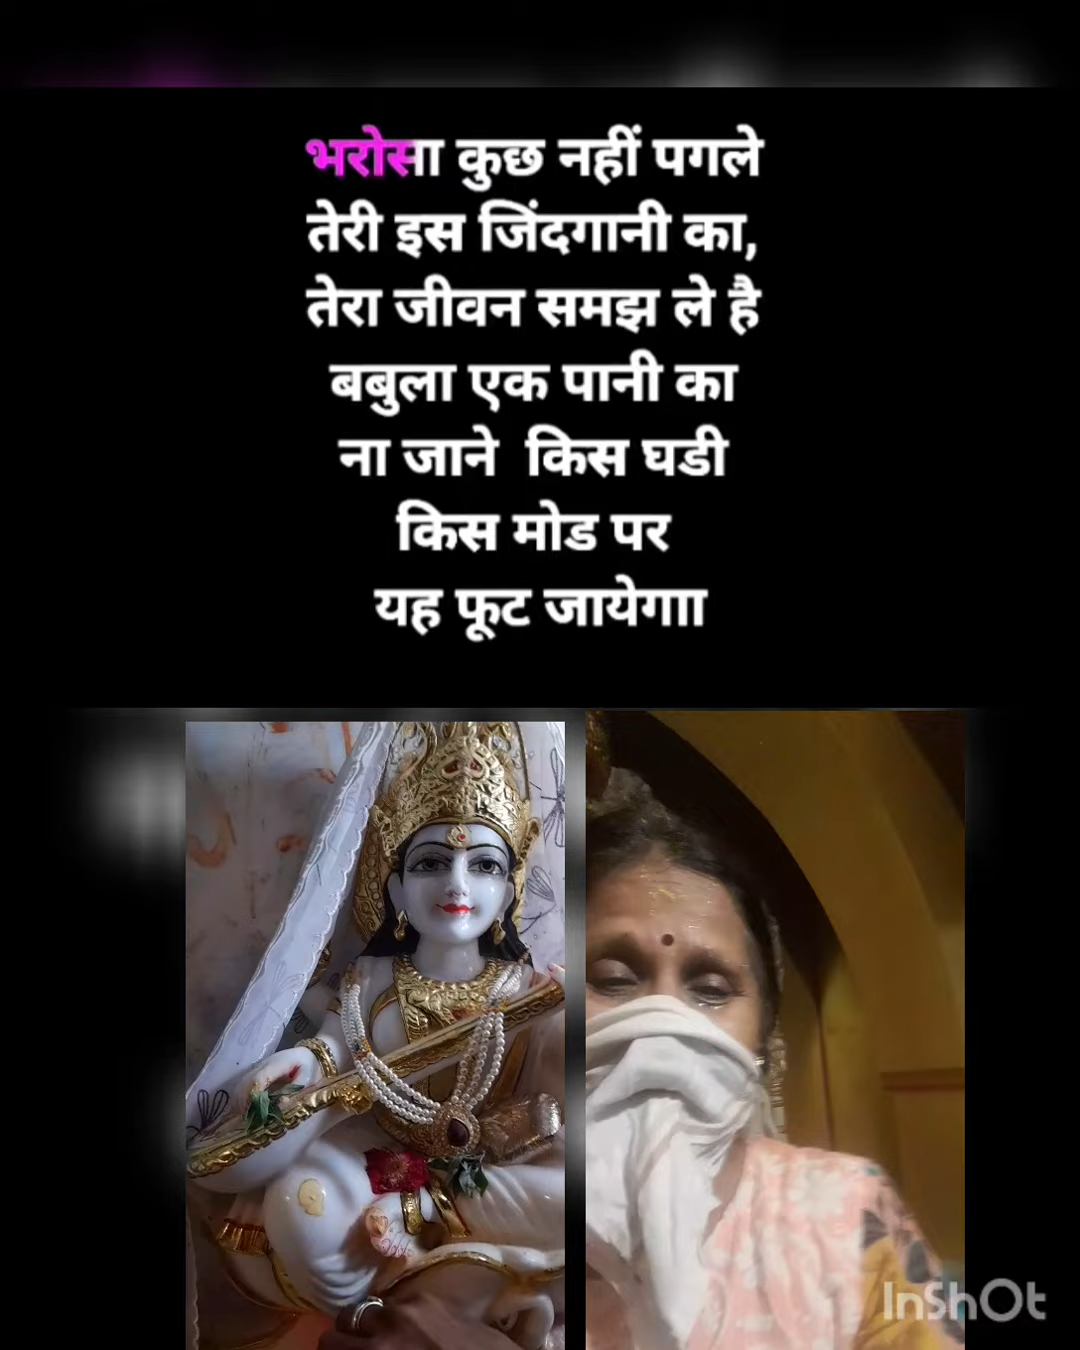 भरोसा कुछ नहीं पगले
तेरी इस जिंदगानी का,
तेरा जीवन समझ ले है
बबुला एक पानी का
ना जाने किस घडी
किस मोड पर
यह फूट जायेगाा
InShOt